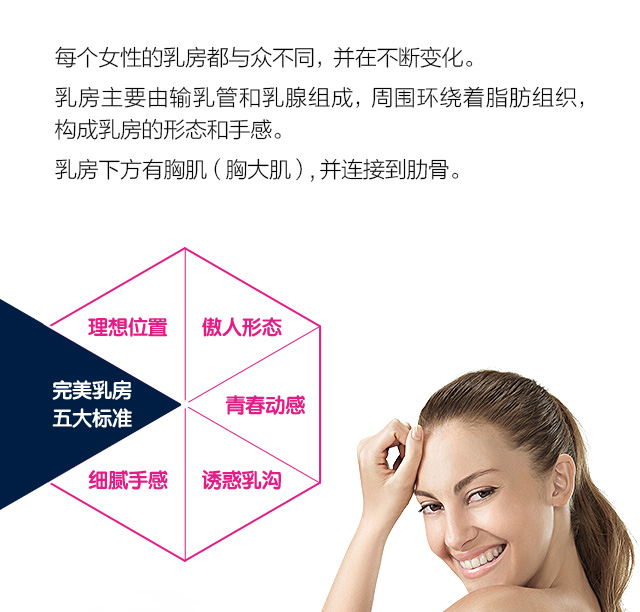 每个女性的乳房都与众不同，并在不断变化。
乳房主要由输乳管和乳腺组成，周围环绕着脂肪组织，
构成乳房的形态和手感。
乳房下方有胸肌（胸大肌）, 并连接到肋骨。
理想位置
傲人形态
完美乳房
五大标准
青春动感
细腻手感
诱惑乳沟